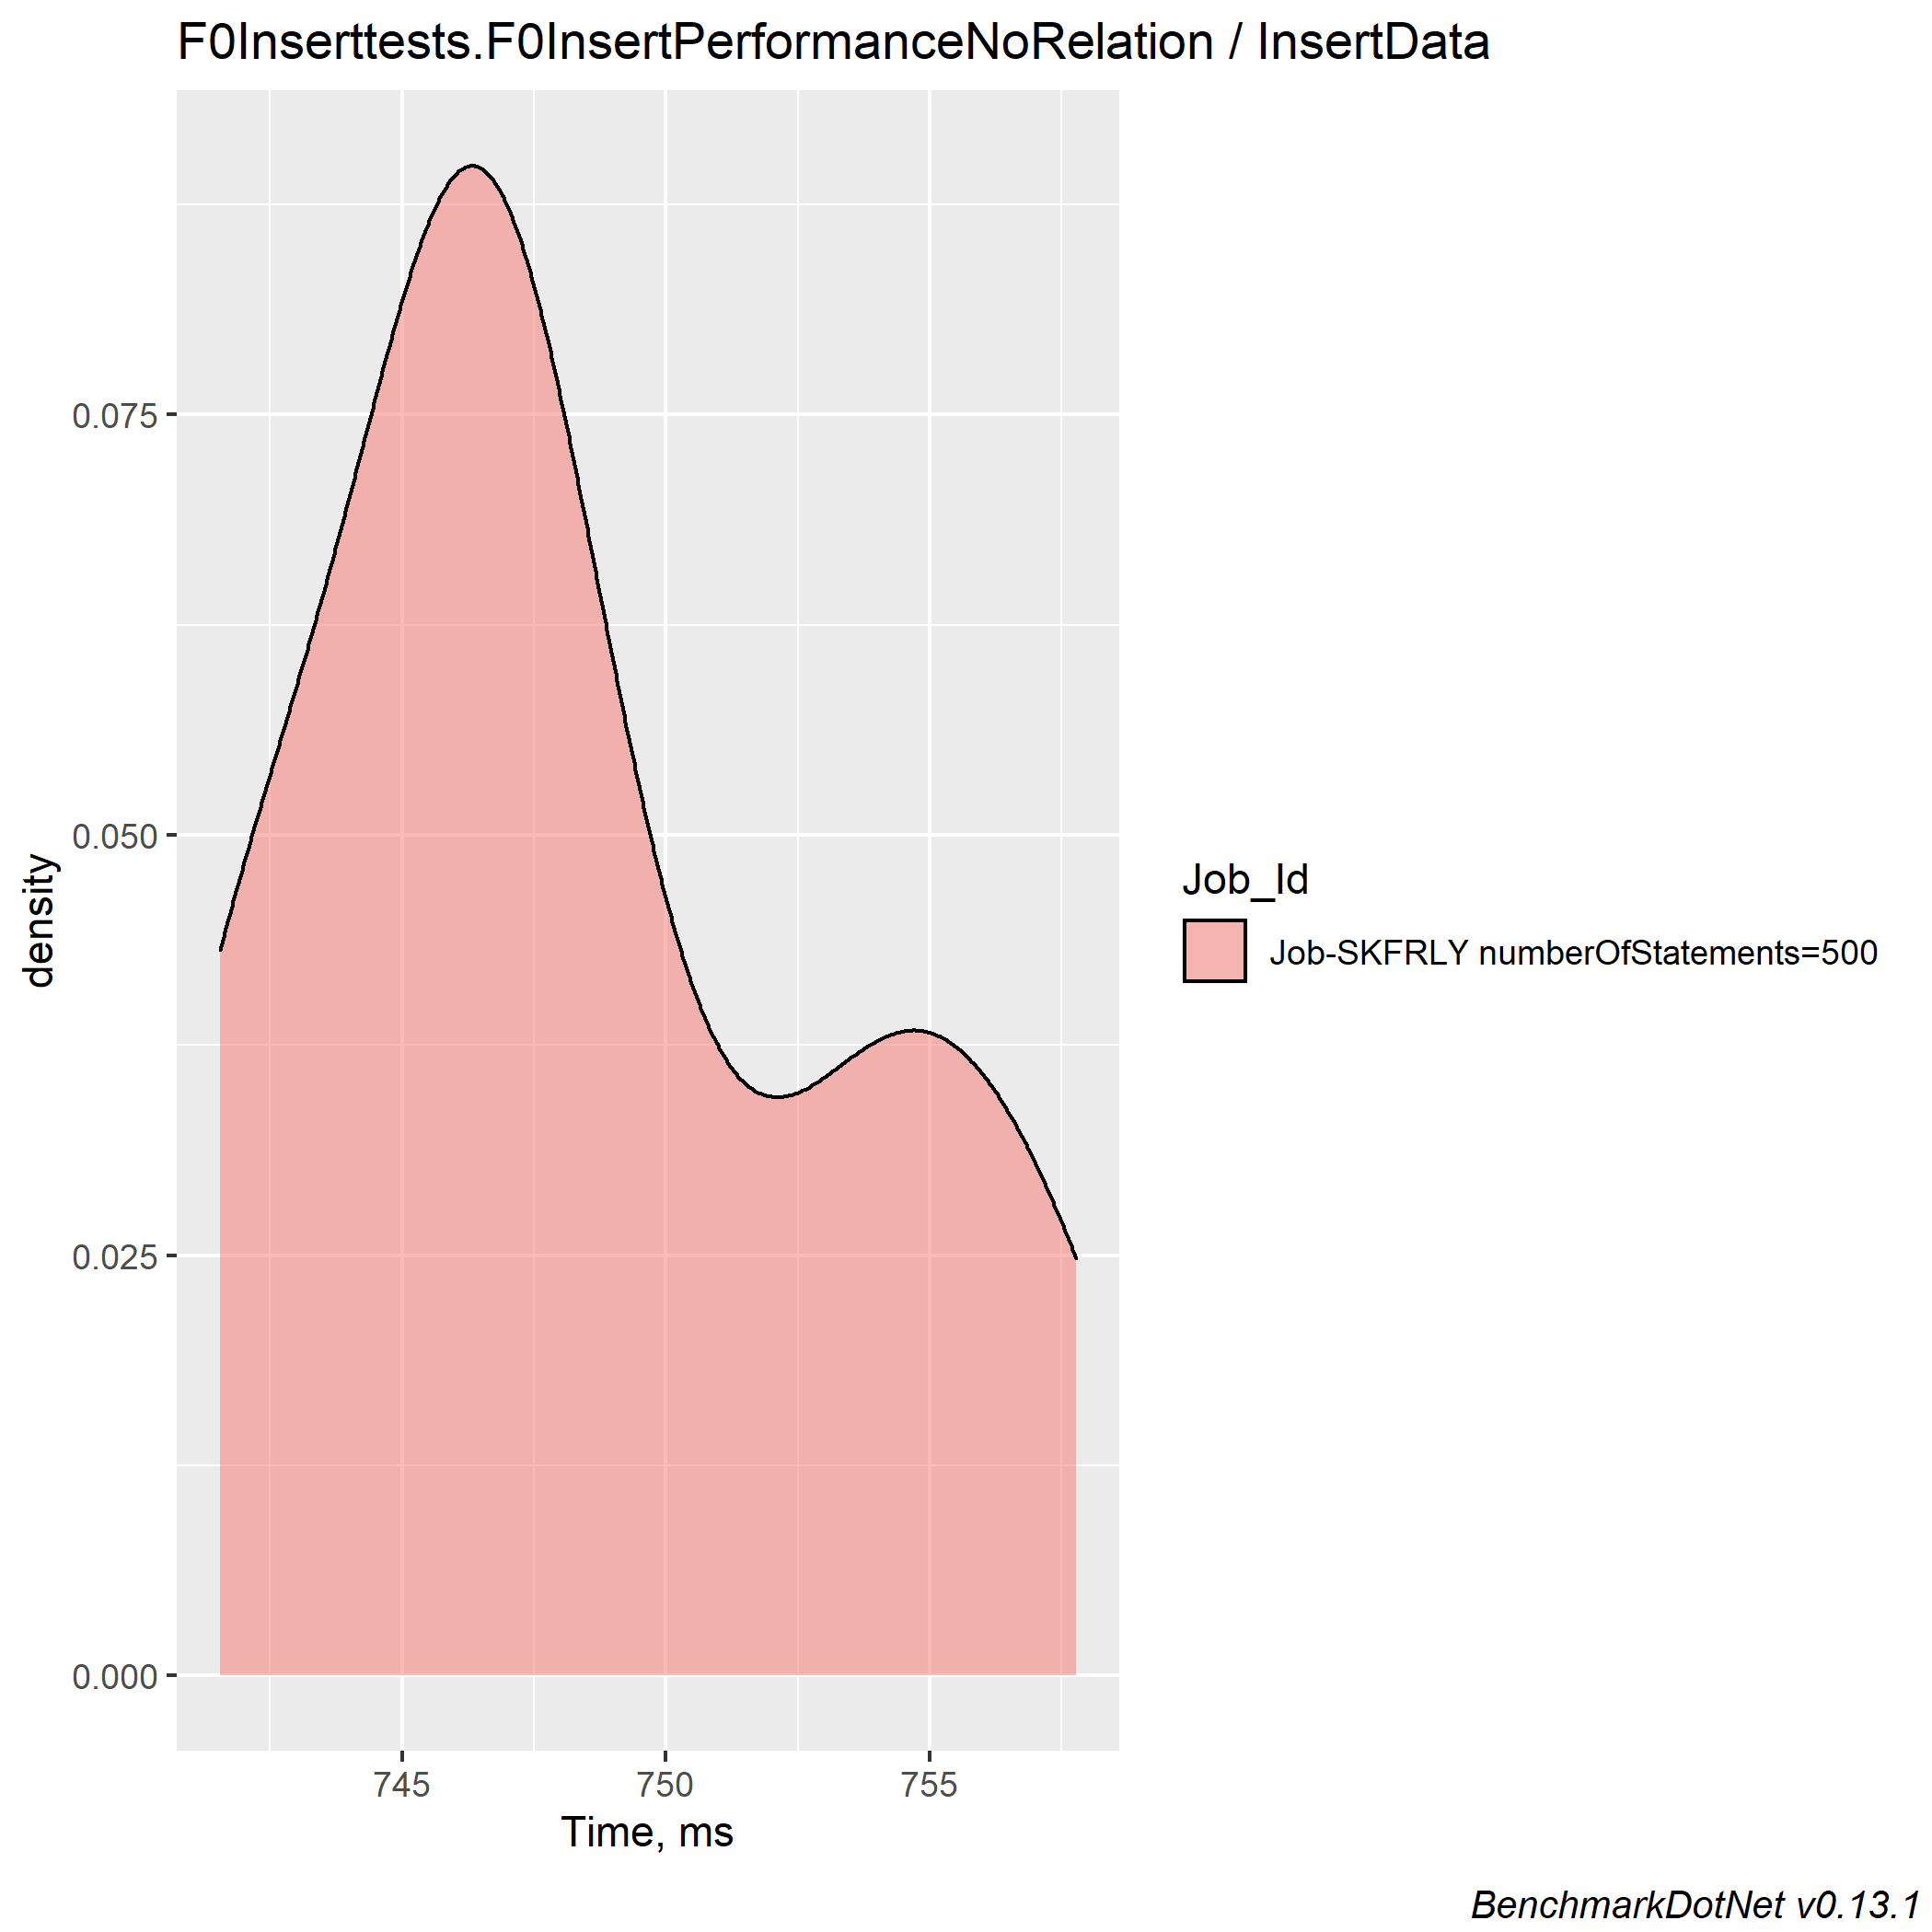 F0Inserttests.F0InsertPerformanceNoRelation / InsertData
0.075
0.050
0.025
0.000
density
745 750 755
Time, ms
Job_Id
Job-SKFRLY numberOfStatements=500
BenchmarkDotNet v0.13.1